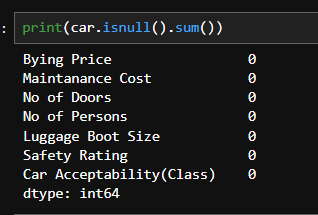 : print(car.isnull().sum())
Bying Price 0
Maintanance Cost 0
No of Doors 0
No of Persons 0
Luggage Boot Size 0
Safety Rating 0
Car Acceptability(Class) 0
dtype: int64